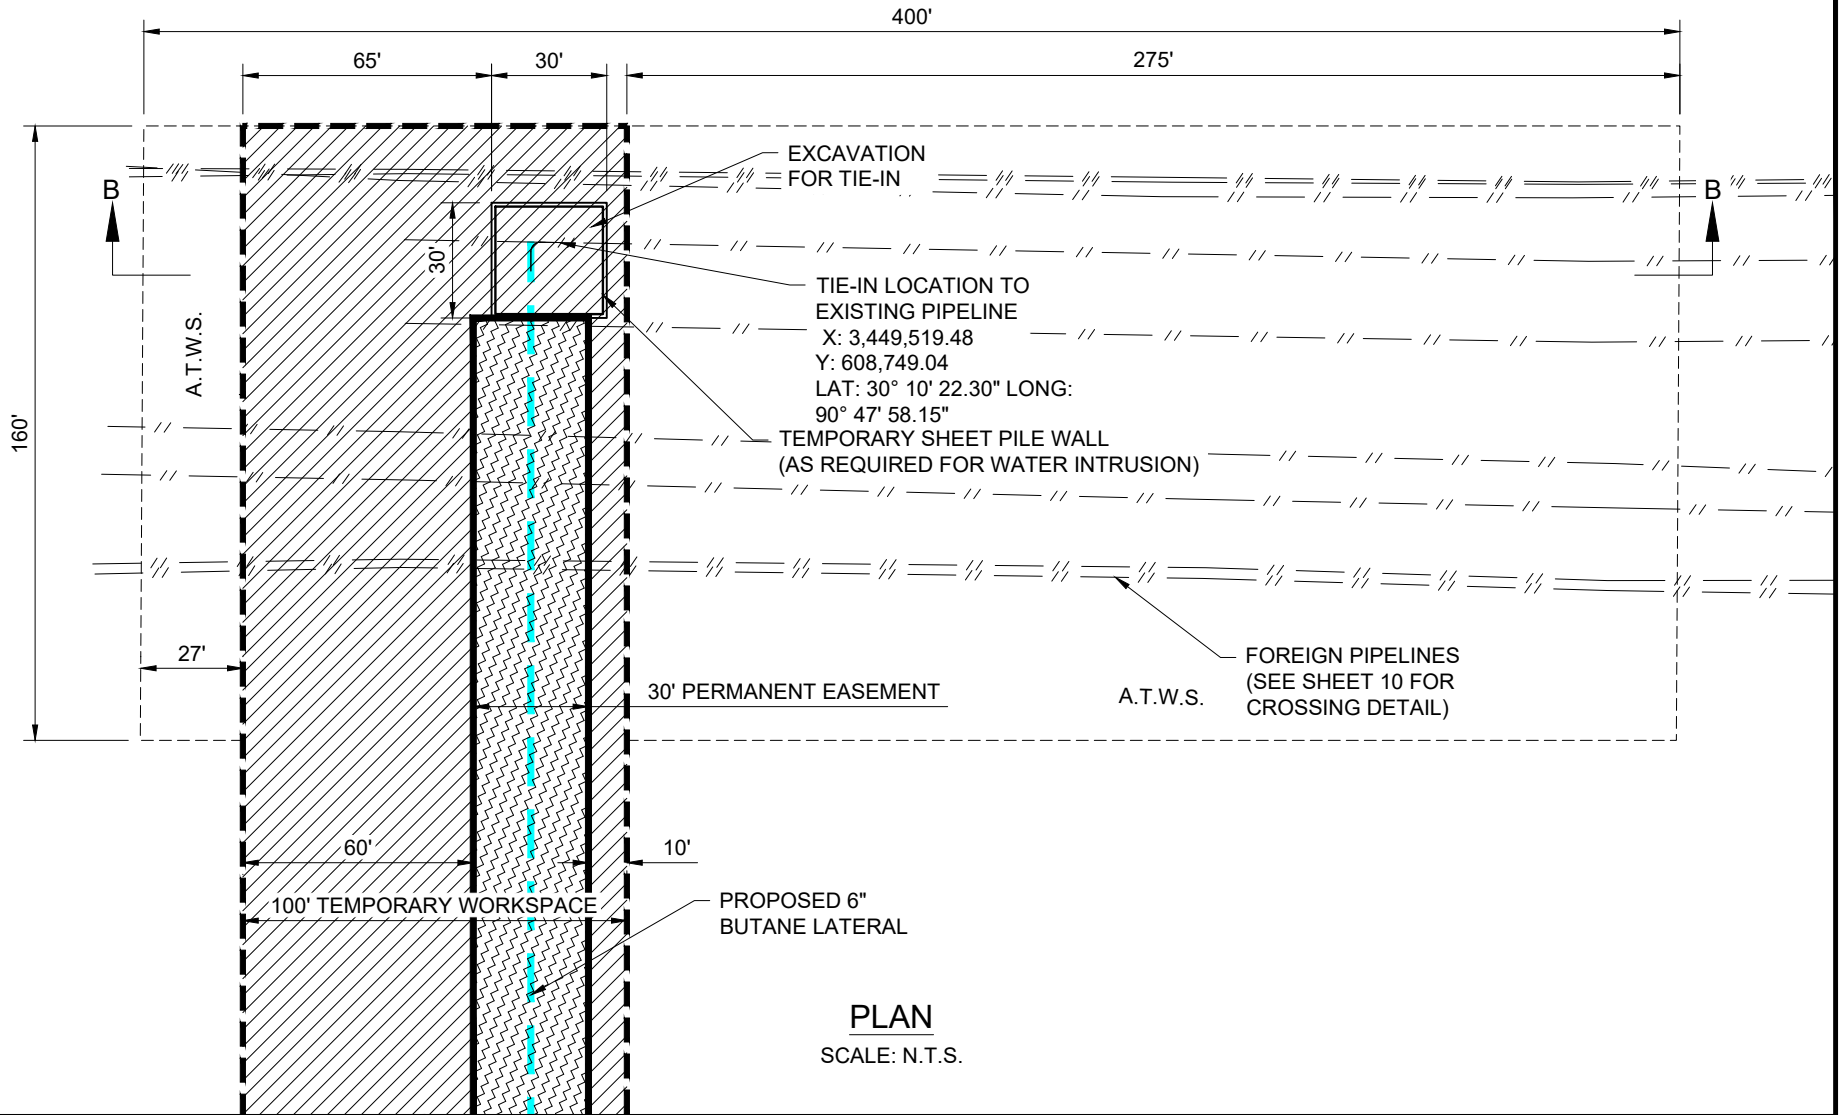 400'
65'
30'
275'
EXCAVATION
FOR TIE-IN
B
B
30'
TIE-IN LOCATION TO
EXISTING PIPELINE
X: 3,449,519.48
Y: 608,749.04
LAT: 30° 10' 22.30" LONG:
90° 47' 58.15"
A.T.W.S.
160'
TEMPORARY SHEET PILE WALL
(AS REQUIRED FOR WATER INTRUSION)
27'
FOREIGN PIPELINES
(SEE SHEET 10 FOR
CROSSING DETAIL)
30' PERMANENT EASEMENT
A.T.W.S.
60'
10'
100' TEMPORARY WORKSPACE
PROPOSED 6"
BUTANE LATERAL
PLAN
SCALE: N.T.S.